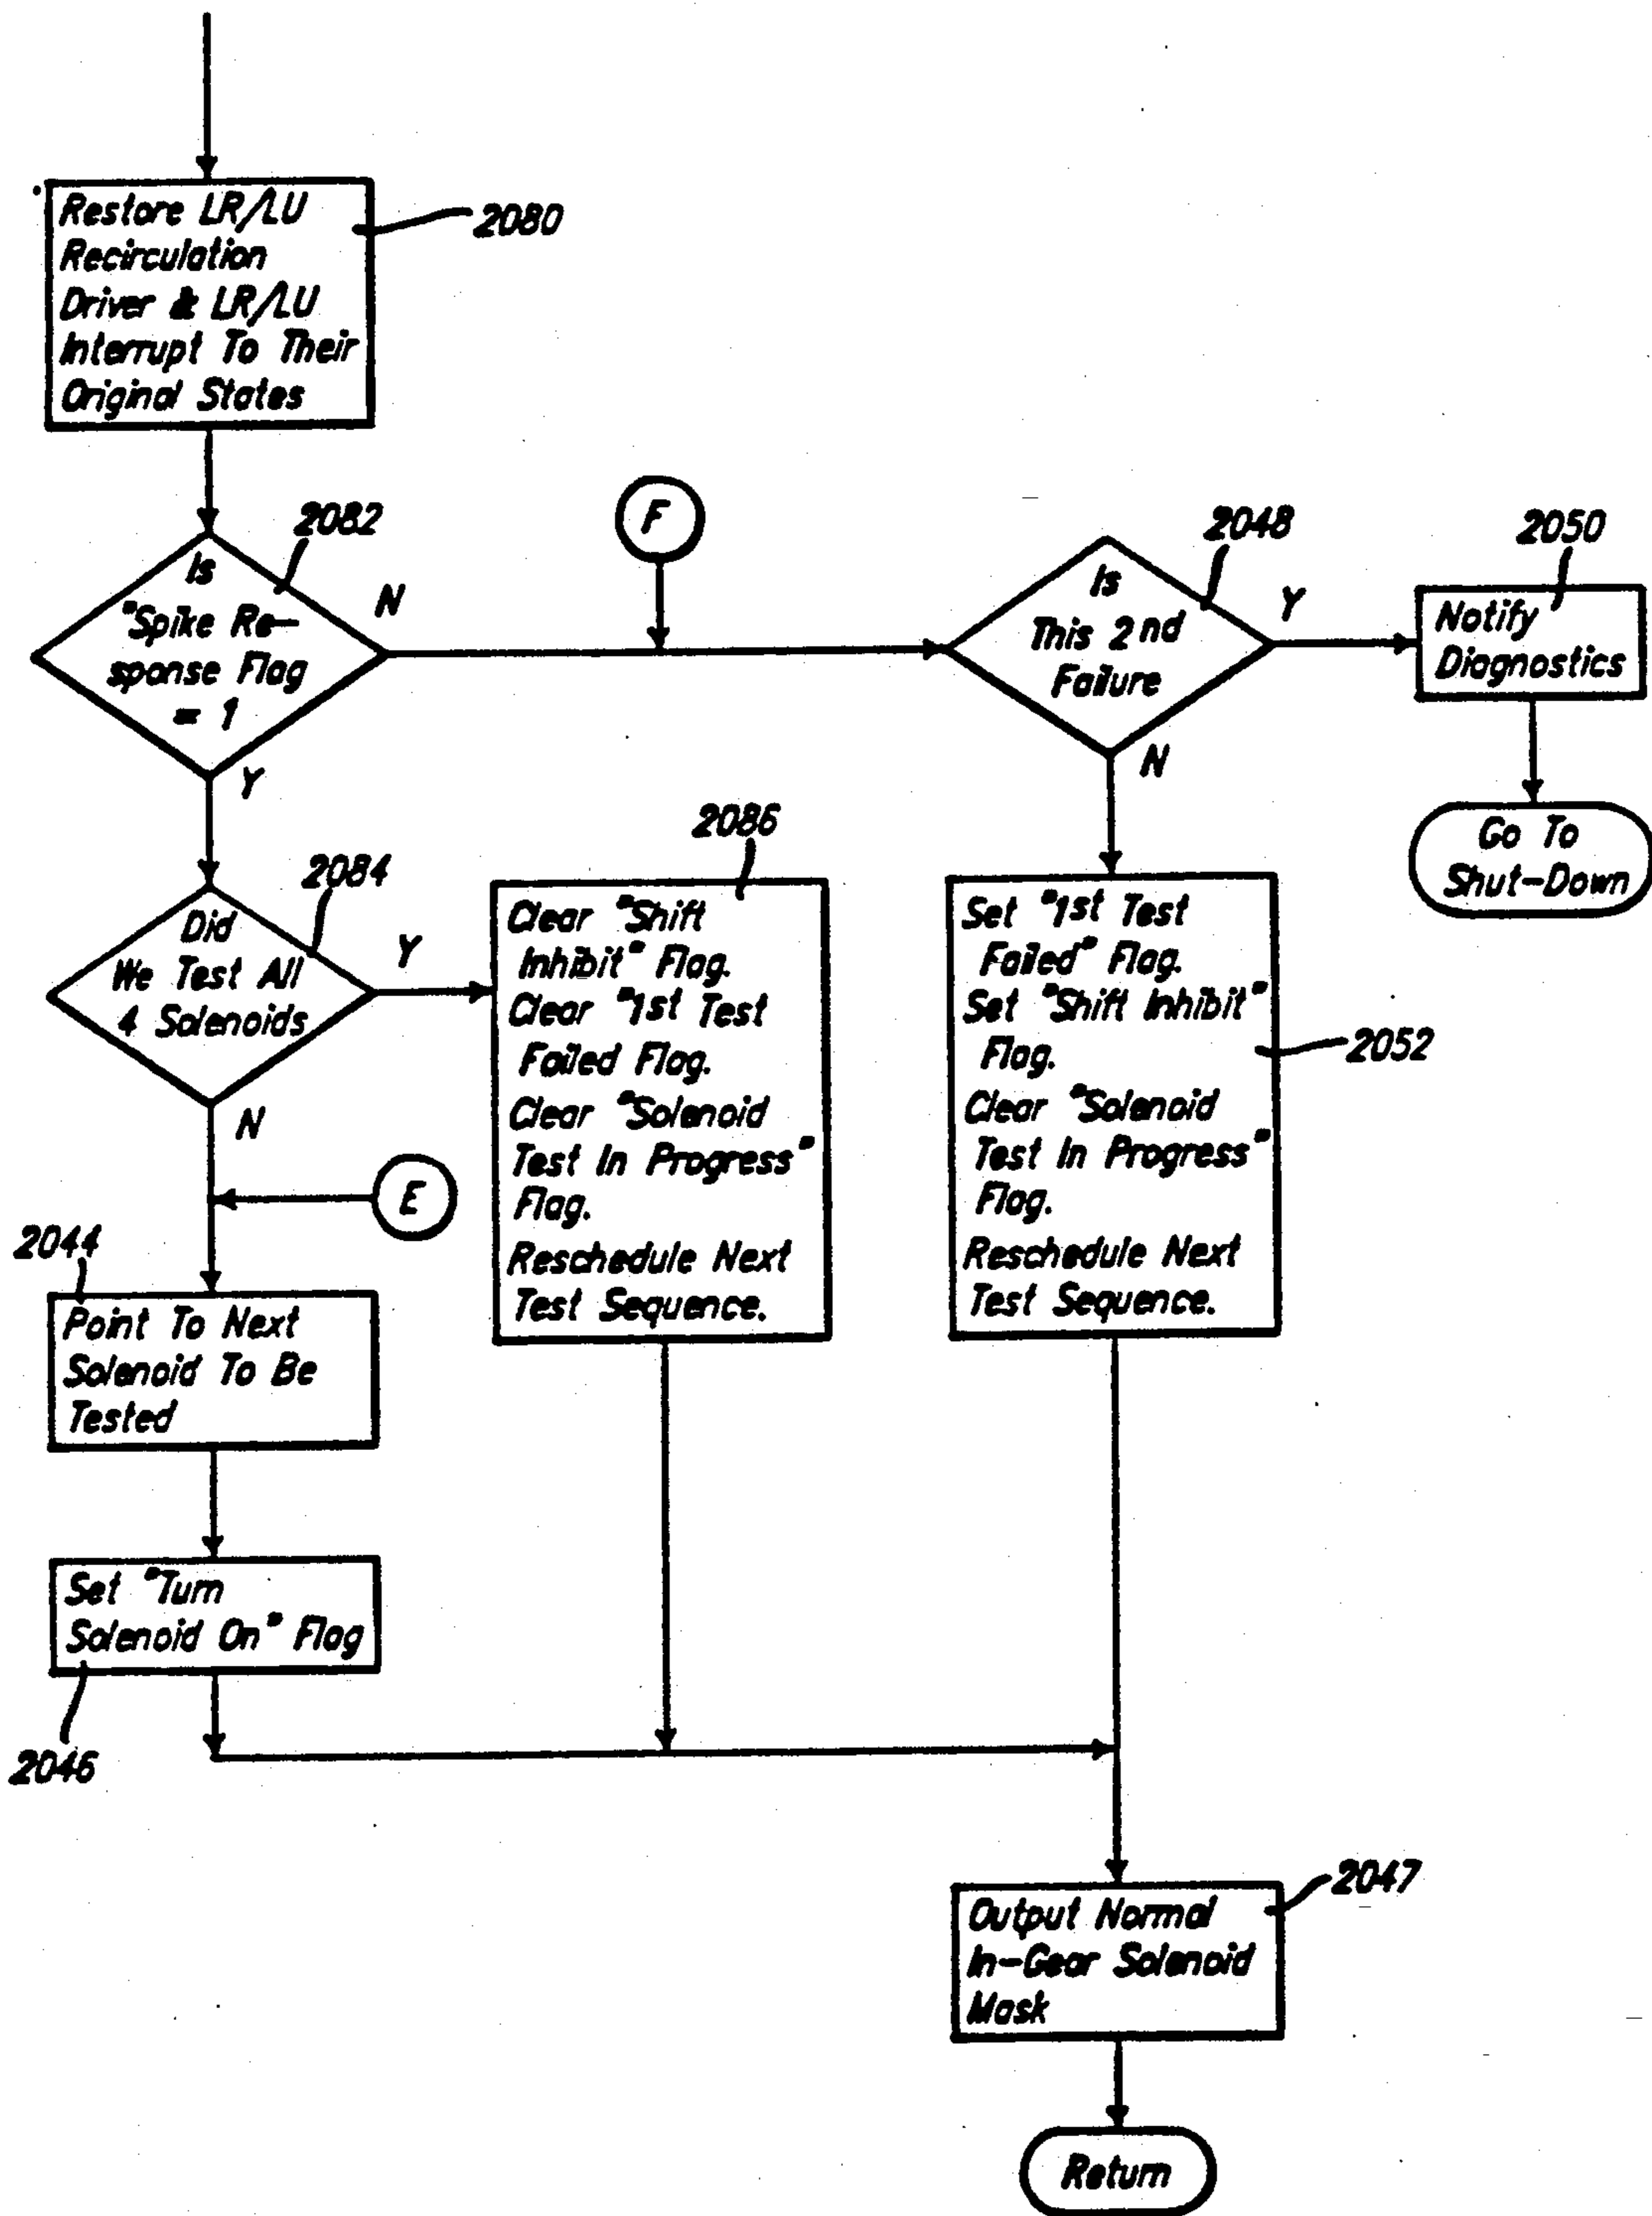 Restore LR/LU
Recirculation
Driver & LR/LU
Interrupt To Their
Original States
2080
2082
Is
"Spike Re-
sponse Flag
= 1
N
Y
F
2048
Is
This 2nd
Failure
Y
N
2050
Notify
Diagnostics
Go To
Shut-Down
2084
Did
We Test All
4 Solenoids
Y
N
2086
Clear "Shift
Inhibit" Flag.
Clear "1st Test
Failed Flag.
Clear "Solenoid
Test In Progress"
Flag.
Reschedule Next
Test Sequence.
Set "1st Test
Failed" Flag.
Set "Shift Inhibit"
Flag.
Clear "Solenoid
Test In Progress"
Flag.
Reschedule Next
Test Sequence.
2052
E
2044
Point To Next
Solenoid To Be
Tested
Set "Turn
Solenoid On" Flag
2046
2047
Output Normal
In-Gear Solenoid
Mask
Return